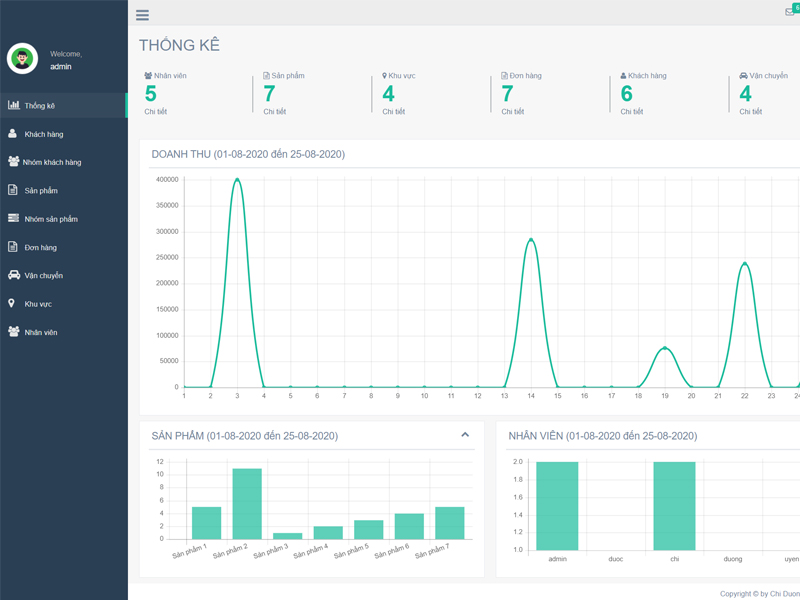 Welcome,
admin
Thống kê
Khách hàng
Nhóm khách hàng
Sản phẩm
Nhóm sản phẩm
Đơn hàng
Vận chuyển
Khu vực
Nhân viên
6
THỐNG KÊ
Nhân viên
5
Chi tiết
Sản phẩm
7
Chi tiết
Khu vực
4
Chi tiết
Đơn hàng
7
Chi tiết
Khách hàng
6
Chi tiết
Vận chuyển
4
Chi tiết
DOANH THU (01-08-2020 đến 25-08-2020)
400000
350000
300000
250000
200000
150000
100000
50000
0
1 2 3 4 5 6 7 8 9 10 11 12 13 14 15 16 17 18 19 20 21 22 23 24
SẢN PHẨM (01-08-2020 đến 25-08-2020)
12
10
8
6
4
2
0
Sản phẩm 1 Sản phẩm 2 Sản phẩm 3 Sản phẩm 4 Sản phẩm 5 Sản phẩm 6 Sản phẩm 7
NHÂN VIÊN (01-08-2020 đến 25-08-2020)
2.0
1.8
1.6
1.4
1.2
1.0
admin duoc chi duong uyen
Copyright © by Chi Duon